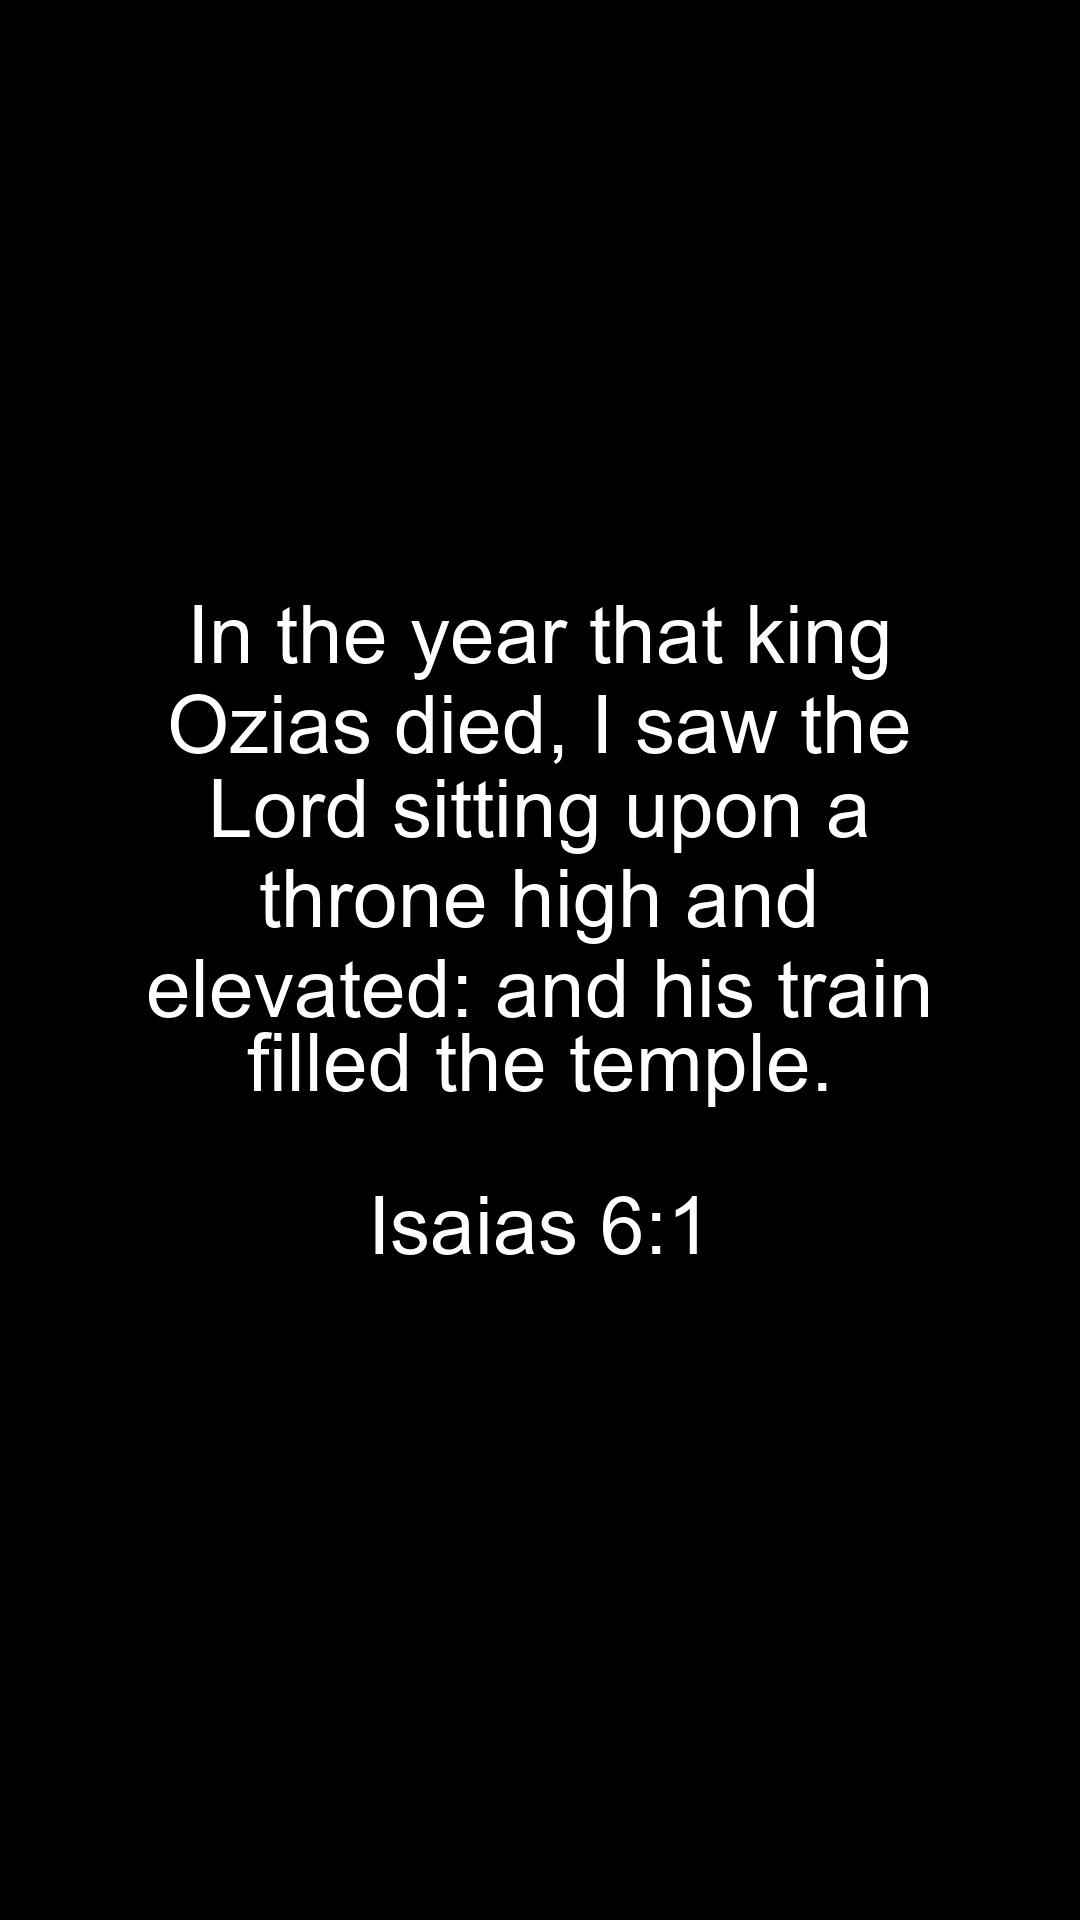 In the year that king
Ozias died, I saw the
Lord sitting upon a
throne high and
elevated: and his train
filled the temple.
Isaias 6:1